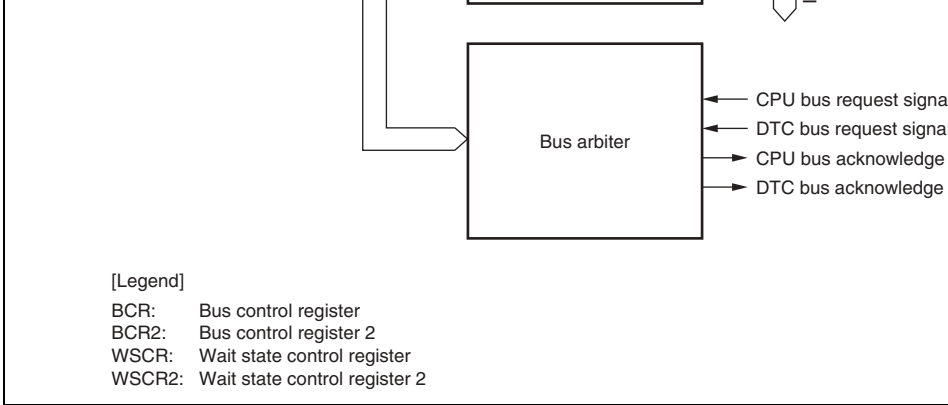 Bus arbiter
CPU bus request signa
DTC bus request signa
CPU bus acknowledge
DTC bus acknowledge
[Legend]
BCR: Bus control register
BCR2: Bus control register 2
WSCR: Wait state control register
WSCR2: Wait state control register 2